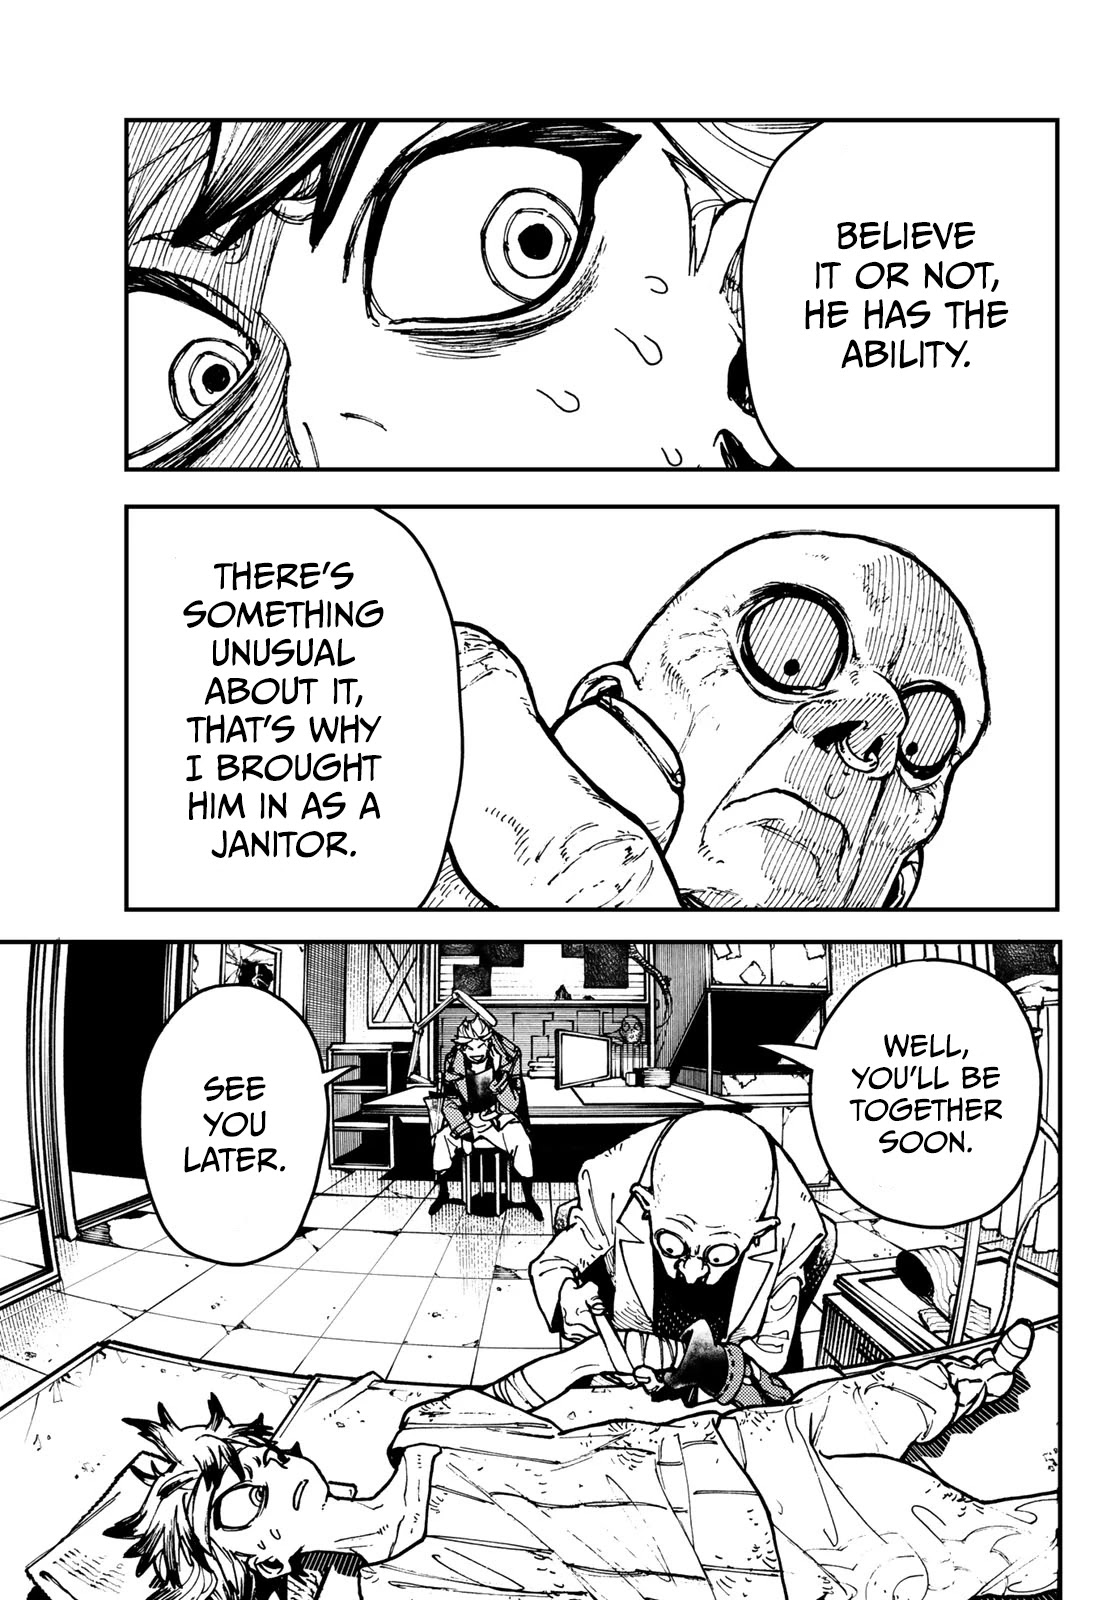 BELIEVE
IT OR NOT,
HE HAS THE
ABILITY.
THERE'S
SOMETHING
UNUSUAL
ABOUT IT,
THAT'S WHY
I BROUGHT
HIM IN AS A
JANITOR.
WELL,
YOU'LL BE
TOGETHER
SOON.
SEE
YOU
LATER.